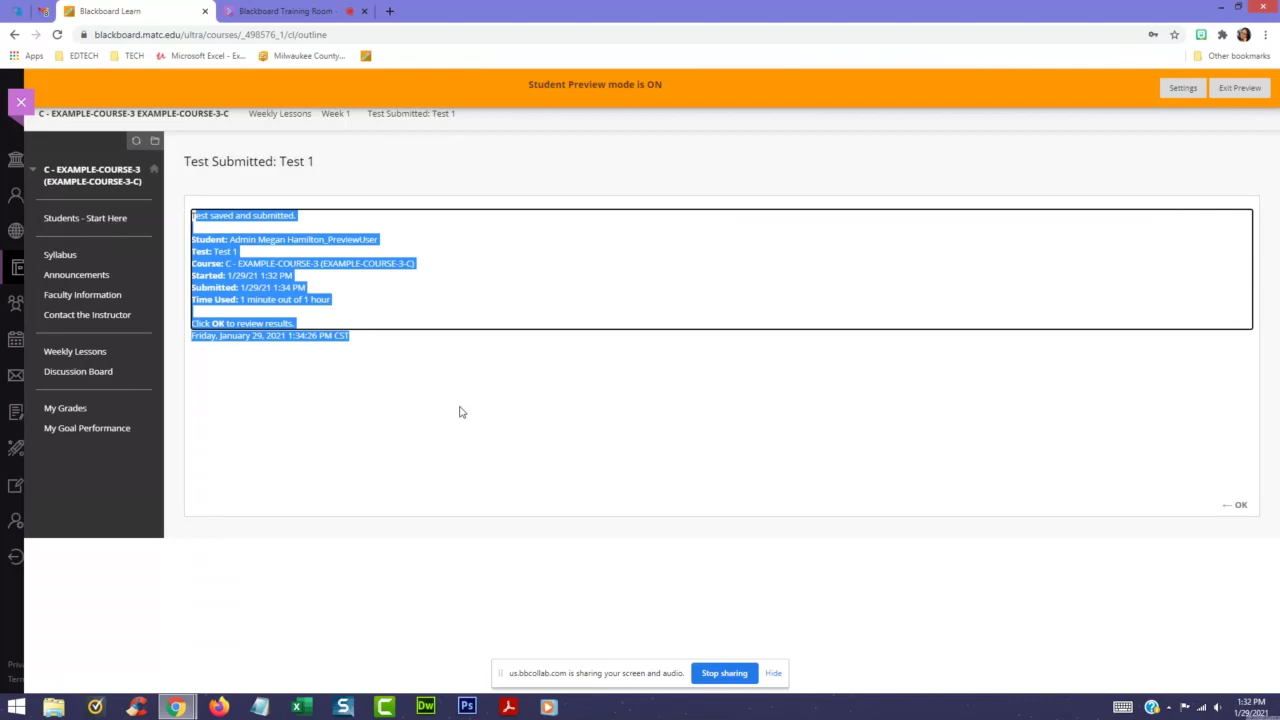 Blackboard Learn
Blackboard Training Room -
blackboard.matc.edu/ultra/courses/_498576_1/cl/outline
Apps
EDTECH
TECH
Microsoft Excel - Ex...
Milwaukee County...
Other bookmarks
Student Preview mode is ON
Settings
Exit Preview
C - EXAMPLE-COURSE-3 EXAMPLE-COURSE-3-C
Weekly Lessons
Week 1
Test Submitted: Test 1
C - EXAMPLE-COURSE-3
(EXAMPLE-COURSE-3-C)
Students - Start Here
Syllabus
Announcements
Faculty Information
Contact the Instructor
Weekly Lessons
Discussion Board
My Grades
My Goal Performance
Test Submitted: Test 1
Test saved and submitted.
Student: Admin Megan Hamilton_PreviewUser
Test: Test 1
Course: C - EXAMPLE-COURSE-3 (EXAMPLE-COURSE-3-C)
Started: 1/29/21 1:32 PM
Submitted: 1/29/21 1:34 PM
Time Used: 1 minute out of 1 hour
Click OK to review results.
Friday, January 29, 2021 1:34:26 PM CST
← OK
us.bbcollab.com is sharing your screen and audio.
Stop sharing
Hide
Dw
Ps
1:32 PM
1/29/2021